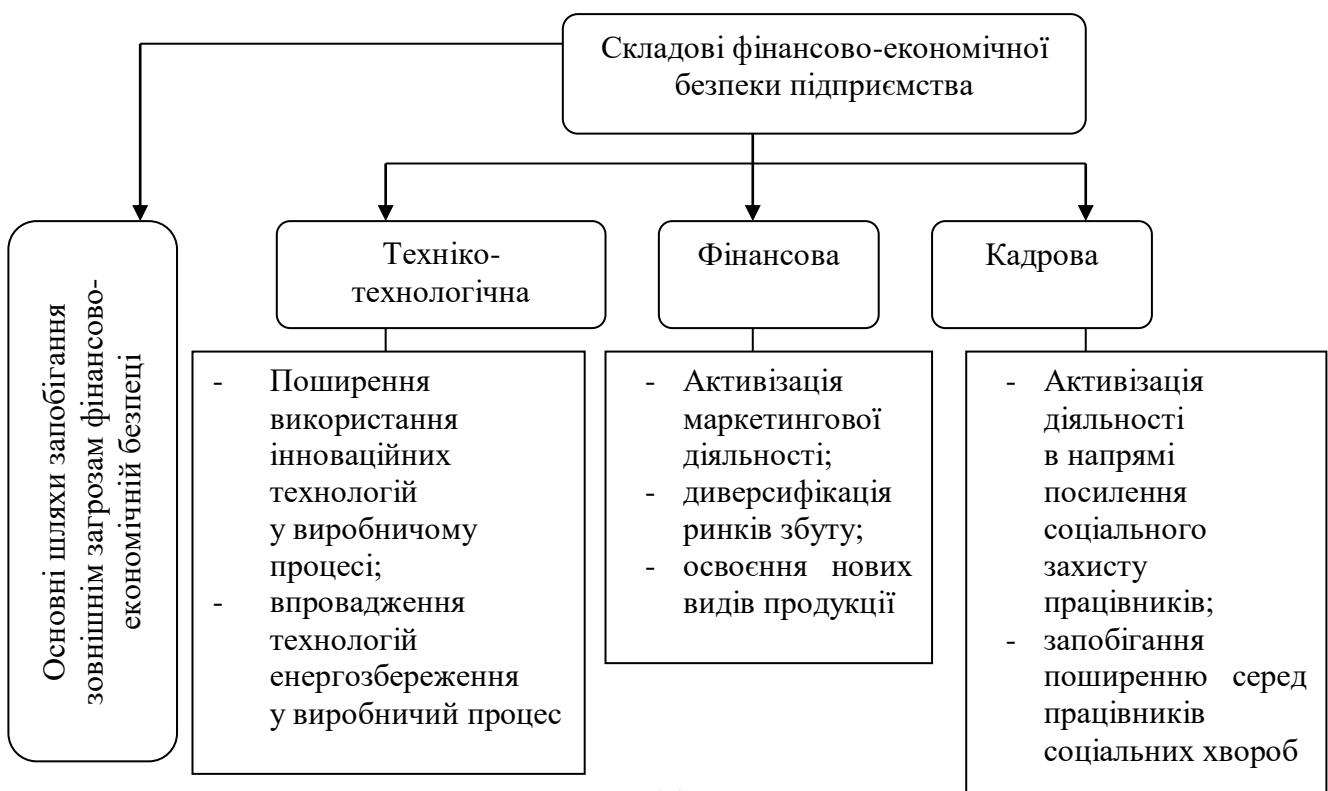 Складові фінансово-економічної
безпеки підприємства
Основні шляхи запобігання
зовнішнім загрозам фінансово-
економічній безпеці
Техніко-
технологічна
Фінансова
Кадрова
- Поширення
використання
інноваційних
технологій
у виробничому
процесі;
- впровадження
технологій
енергозбереження
у виробничий процес
- Активізація
маркетингової
діяльності;
- диверсифікація
ринків збуту;
- освоєння нових
видів продукції
- Активізація
діяльності
в напрямі
посилення
соціального
захисту
працівників;
- запобігання
поширенню серед
працівників
соціальних хвороб